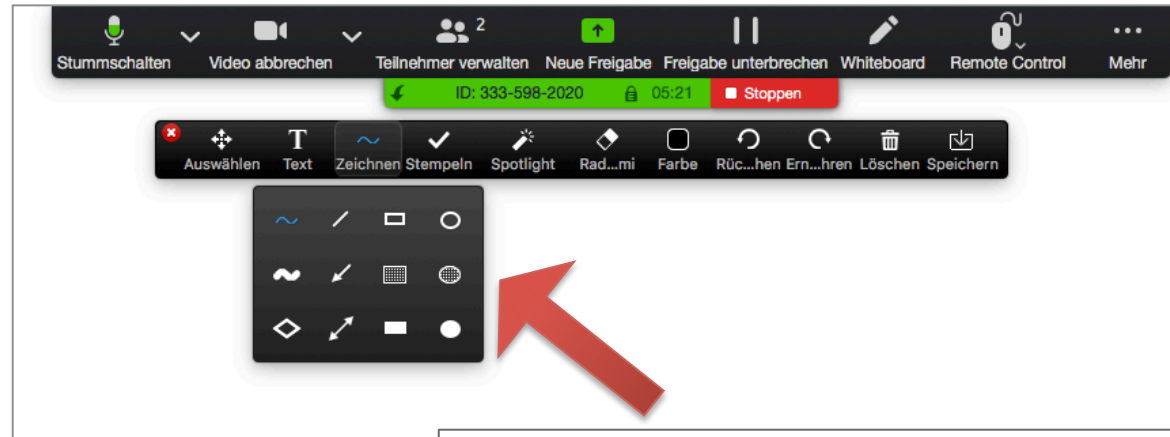 2
Stummschalten Video abbrechen Teilnehmer verwalten Neue Freigabe Freigabe unterbrechen Whiteboard Remote Control Mehr
ID: 333-598-2020 05:21 Stoppen
T
Auswählen Text Zeichnen Stempeln Spotlight Rad...mi Farbe Rüc...hen Ern...hren Löschen Speichern